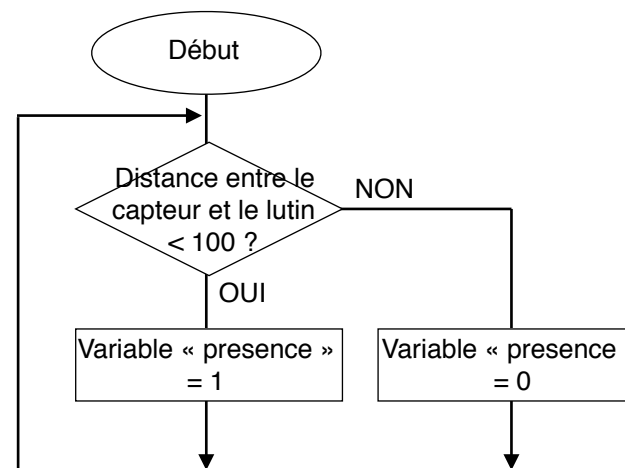 Début
Distance entre le
capteur et le lutin
< 100 ?
NON
OUI
Variable « presence »
= 1
Variable « presence
= 0